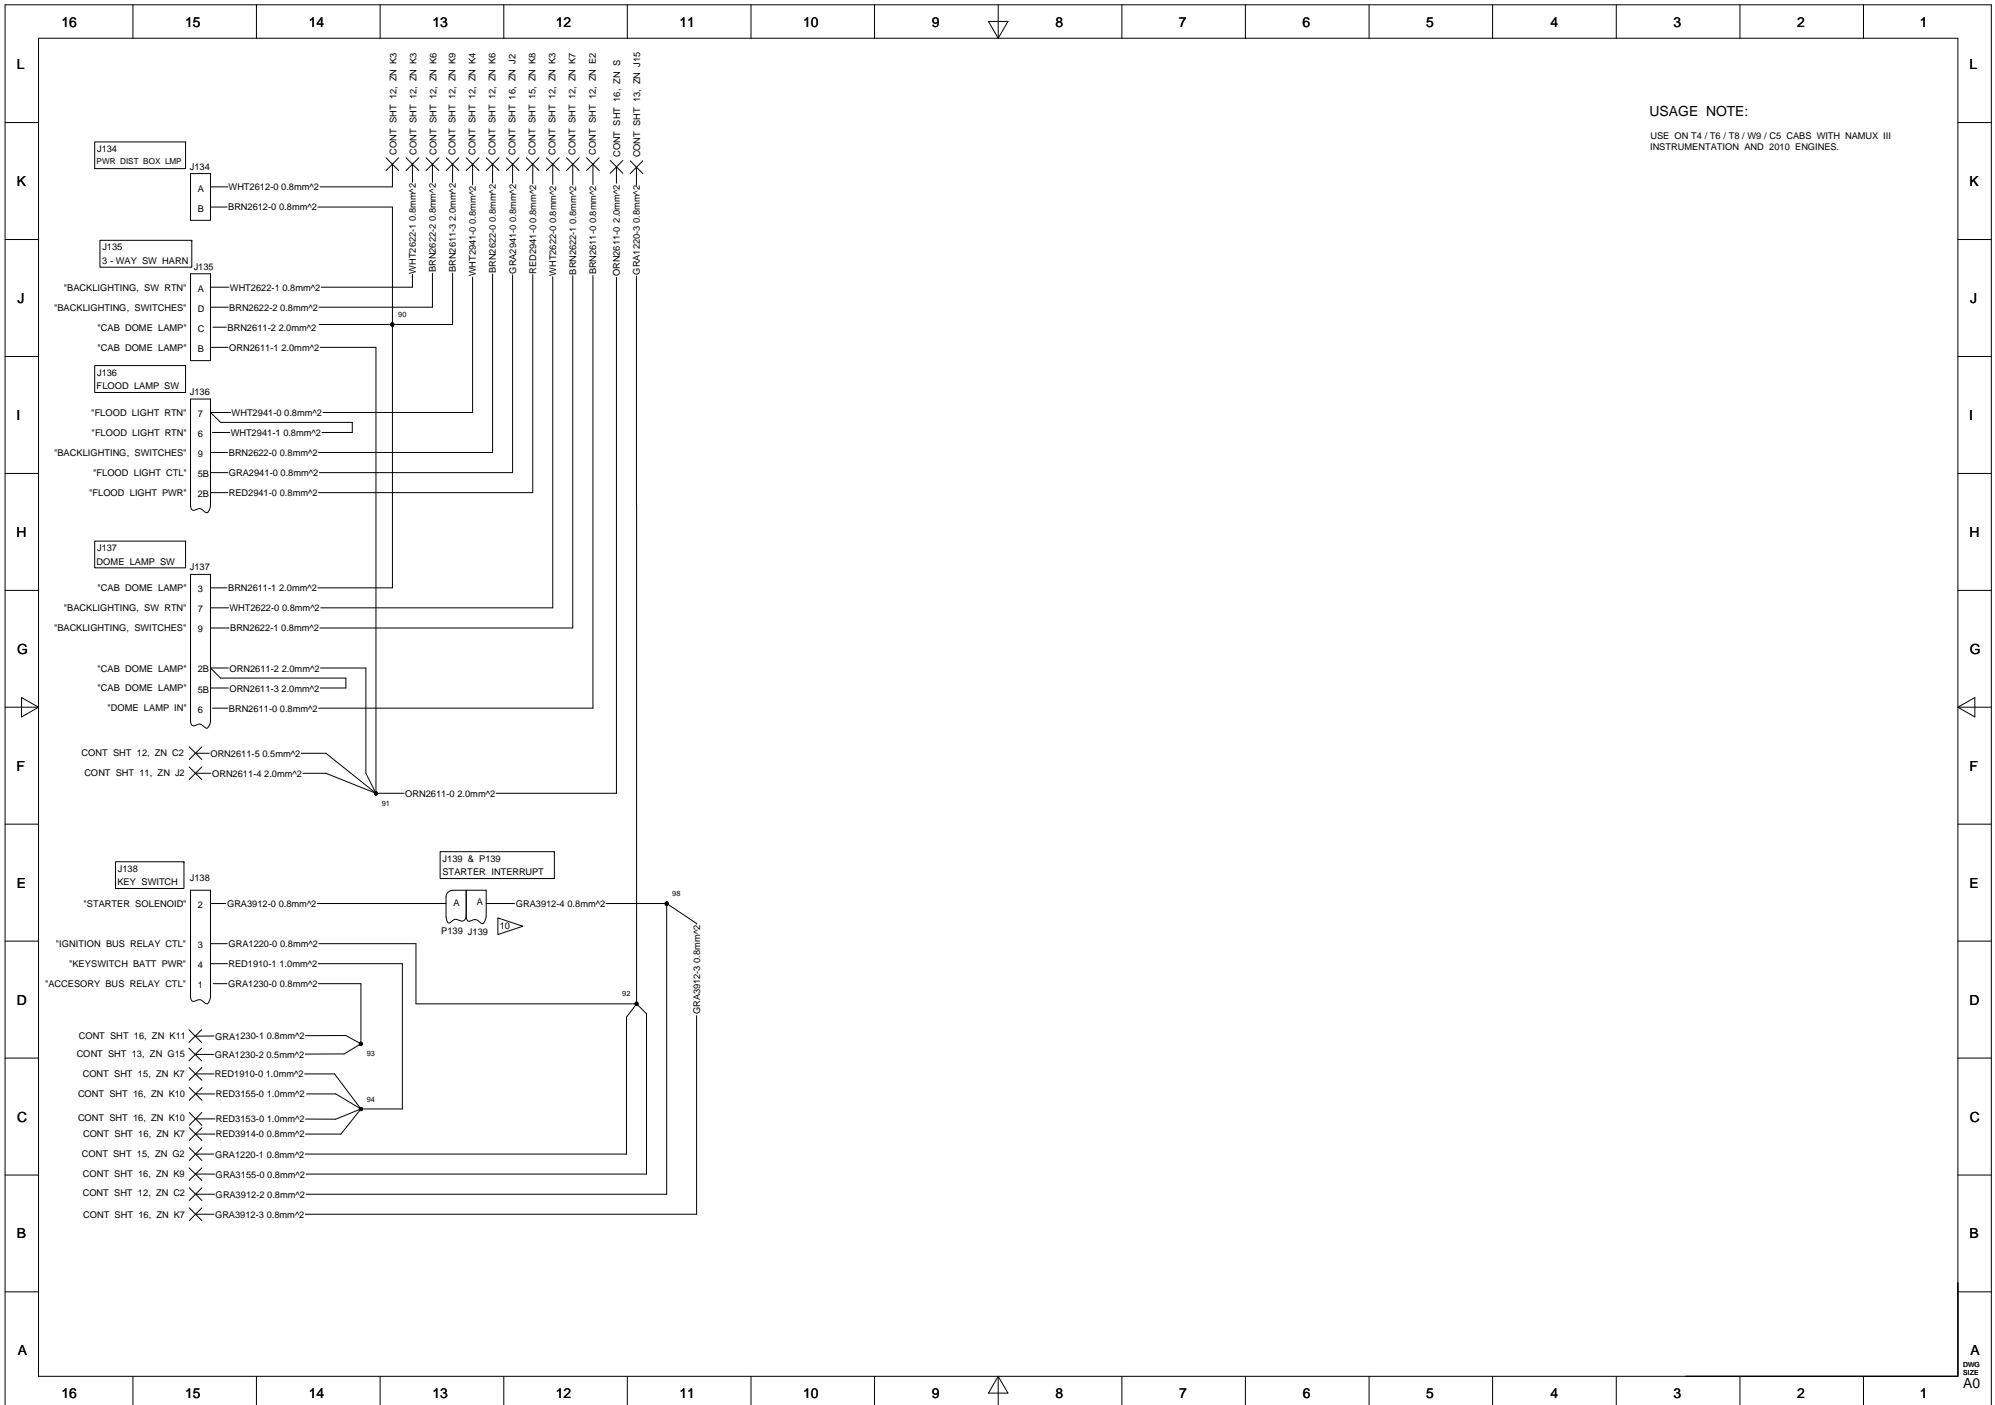 16 15 14 13 12 11 10 9 8 7 6 5 4 3 2 1
L
L
K
K
J
J
I
I
H
H
G
G
F
F
E
E
D
D
C
C
B
B
A
A
CONT SHT 12, ZN K3
CONT SHT 12, ZN K3
CONT SHT 12, ZN K6
CONT SHT 12, ZN K9
CONT SHT 12, ZN K4
CONT SHT 12, ZN K6
CONT SHT 16, ZN J2
CONT SHT 15, ZN K8
CONT SHT 12, ZN K3
CONT SHT 12, ZN K7
CONT SHT 12, ZN E2
CONT SHT 16, ZN S
CONT SHT 13, ZN J15
WHT2622-1 0.8mm^2
BRN2622-2 0.8mm^2
BRN2611-3 2.0mm^2
WHT2941-0 0.8mm^2
BRN2622-0 0.8mm^2
GRA2941-0 0.8mm^2
RED2941-0 0.8mm^2
WHT2622-0 0.8mm^2
BRN2622-1 0.8mm^2
BRN2611-0 0.8mm^2
ORN2611-0 2.0mm^2
GRA1220-3 0.8mm^2
USAGE NOTE:
USE ON T4 / T6 / T8 / W9 / C5 CABS WITH NAMUX III
INSTRUMENTATION AND 2010 ENGINES.
J134
PWR DIST BOX LMP
J134
A WHT2612-0 0.8mm^2
B BRN2612-0 0.8mm^2
J135
3 - WAY SW HARN
J135
"BACKLIGHTING, SW RTN" A WHT2622-1 0.8mm^2
"BACKLIGHTING, SWITCHES" D BRN2622-2 0.8mm^2
90
"CAB DOME LAMP" C BRN2611-2 2.0mm^2
"CAB DOME LAMP" B ORN2611-1 2.0mm^2
J136
FLOOD LAMP SW
J136
"FLOOD LIGHT RTN" 7 WHT2941-0 0.8mm^2
"FLOOD LIGHT RTN" 6 WHT2941-1 0.8mm^2
"BACKLIGHTING, SWITCHES" 9 BRN2622-0 0.8mm^2
"FLOOD LIGHT CTL" 5B GRA2941-0 0.8mm^2
"FLOOD LIGHT PWR" 2B RED2941-0 0.8mm^2
J137
DOME LAMP SW
J137
"CAB DOME LAMP" 3 BRN2611-1 2.0mm^2
"BACKLIGHTING, SW RTN" 7 WHT2622-0 0.8mm^2
"BACKLIGHTING, SWITCHES" 9 BRN2622-1 0.8mm^2
"CAB DOME LAMP" 2B ORN2611-2 2.0mm^2
"CAB DOME LAMP" 5B ORN2611-3 2.0mm^2
"DOME LAMP IN" 6 BRN2611-0 0.8mm^2
CONT SHT 12, ZN C2 ORN2611-5 0.5mm^2
CONT SHT 11, ZN J2 ORN2611-4 2.0mm^2
91
ORN2611-0 2.0mm^2
J138
KEY SWITCH
J138
J139 & P139
STARTER INTERRUPT
"STARTER SOLENOID" 2 GRA3912-0 0.8mm^2
A A GRA3912-4 0.8mm^2
98
P139 J139 10
"IGNITION BUS RELAY CTL" 3 GRA1220-0 0.8mm^2
"KEYSWITCH BATT PWR" 4 RED1910-1 1.0mm^2
"ACCESORY BUS RELAY CTL" 1 GRA1230-0 0.8mm^2
92
GRA3912-3 0.8mm^2
CONT SHT 16, ZN K11 GRA1230-1 0.8mm^2
CONT SHT 13, ZN G15 GRA1230-2 0.5mm^2
93
CONT SHT 15, ZN K7 RED1910-0 1.0mm^2
CONT SHT 16, ZN K10 RED3155-0 1.0mm^2
94
CONT SHT 16, ZN K10 RED3153-0 1.0mm^2
CONT SHT 16, ZN K7 RED3914-0 0.8mm^2
CONT SHT 15, ZN G2 GRA1220-1 0.8mm^2
CONT SHT 16, ZN K9 GRA3155-0 0.8mm^2
CONT SHT 12, ZN C2 GRA3912-2 0.8mm^2
CONT SHT 16, ZN K7 GRA3912-3 0.8mm^2
DWG
SIZE
A0
16 15 14 13 12 11 10 9 8 7 6 5 4 3 2 1